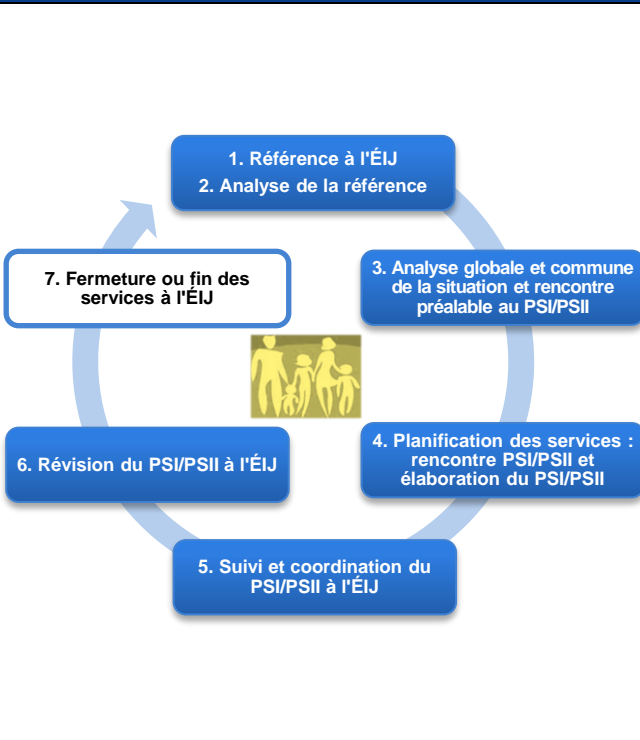 1. Référence à l'ÉIJ
2. Analyse de la référence
3. Analyse globale et commune
de la situation et rencontre
préalable au PSI/PSII
4. Planification des services :
rencontre PSI/PSII et
élaboration du PSI/PSII
5. Suivi et coordination du
PSI/PSII à l'ÉIJ
6. Révision du PSI/PSII à l'ÉIJ
7. Fermeture ou fin des
services à l'ÉIJ